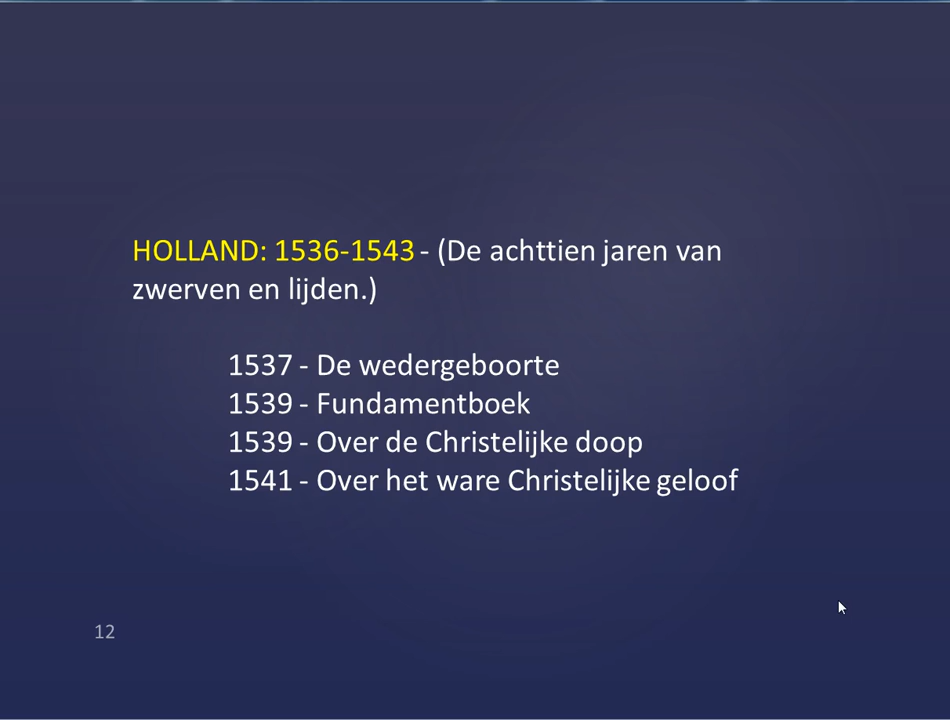 HOLLAND: 1536-1543 - (De achttien jaren van
zwerven en lijden.)
1537 - De wedergeboorte
1539 - Fundamentboek
1539 - Over de Christelijke doop
1541 - Over het ware Christelijke geloof
12